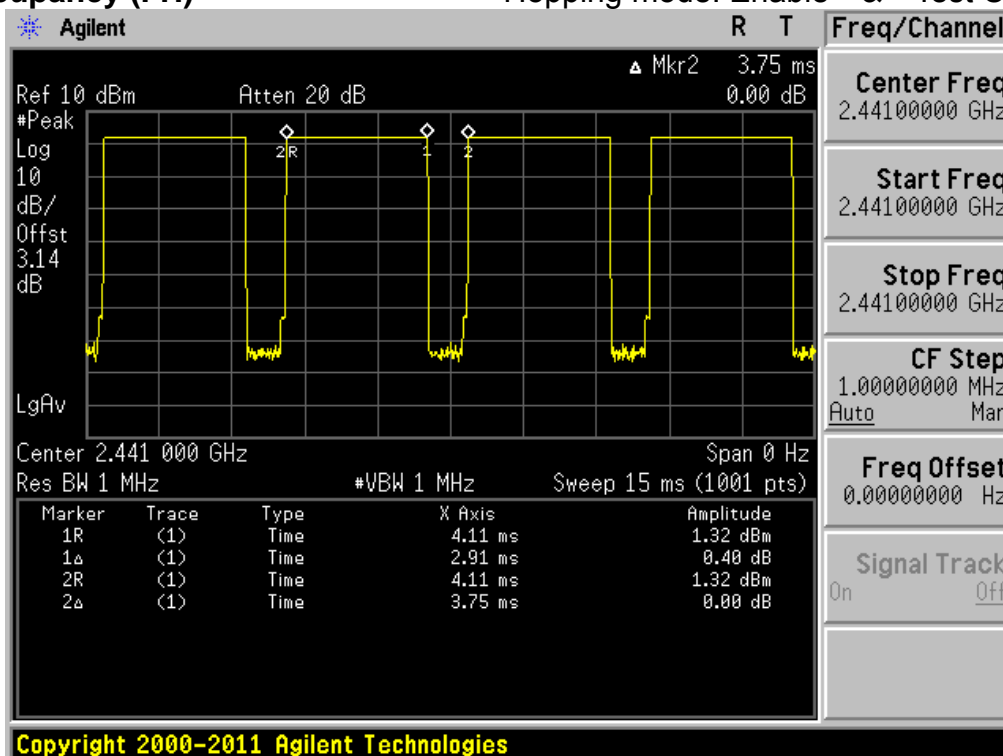 Agilent R T Freq/Channel
▵ Mkr2 3.75 ms
Ref 10 dBm Atten 20 dB 0.00 dB
#Peak
Log
10
dB/
Offst
3.14
dB
LgAv
2R 1 2
Center 2.441 000 GHz Span 0 Hz
Res BW 1 MHz #VBW 1 MHz Sweep 15 ms (1001 pts)
Marker Trace Type X Axis Amplitude
1R (1) Time 4.11 ms 1.32 dBm
1▵ (1) Time 2.91 ms 0.40 dB
2R (1) Time 4.11 ms 1.32 dBm
2▵ (1) Time 3.75 ms 0.00 dB
Center Freq
2.44100000 GHz
Start Freq
2.44100000 GHz
Stop Freq
2.44100000 GHz
CF Step
1.00000000 MHz
Auto Man
Freq Offset
0.00000000 Hz
Signal Track
On Off
Copyright 2000-2011 Agilent Technologies